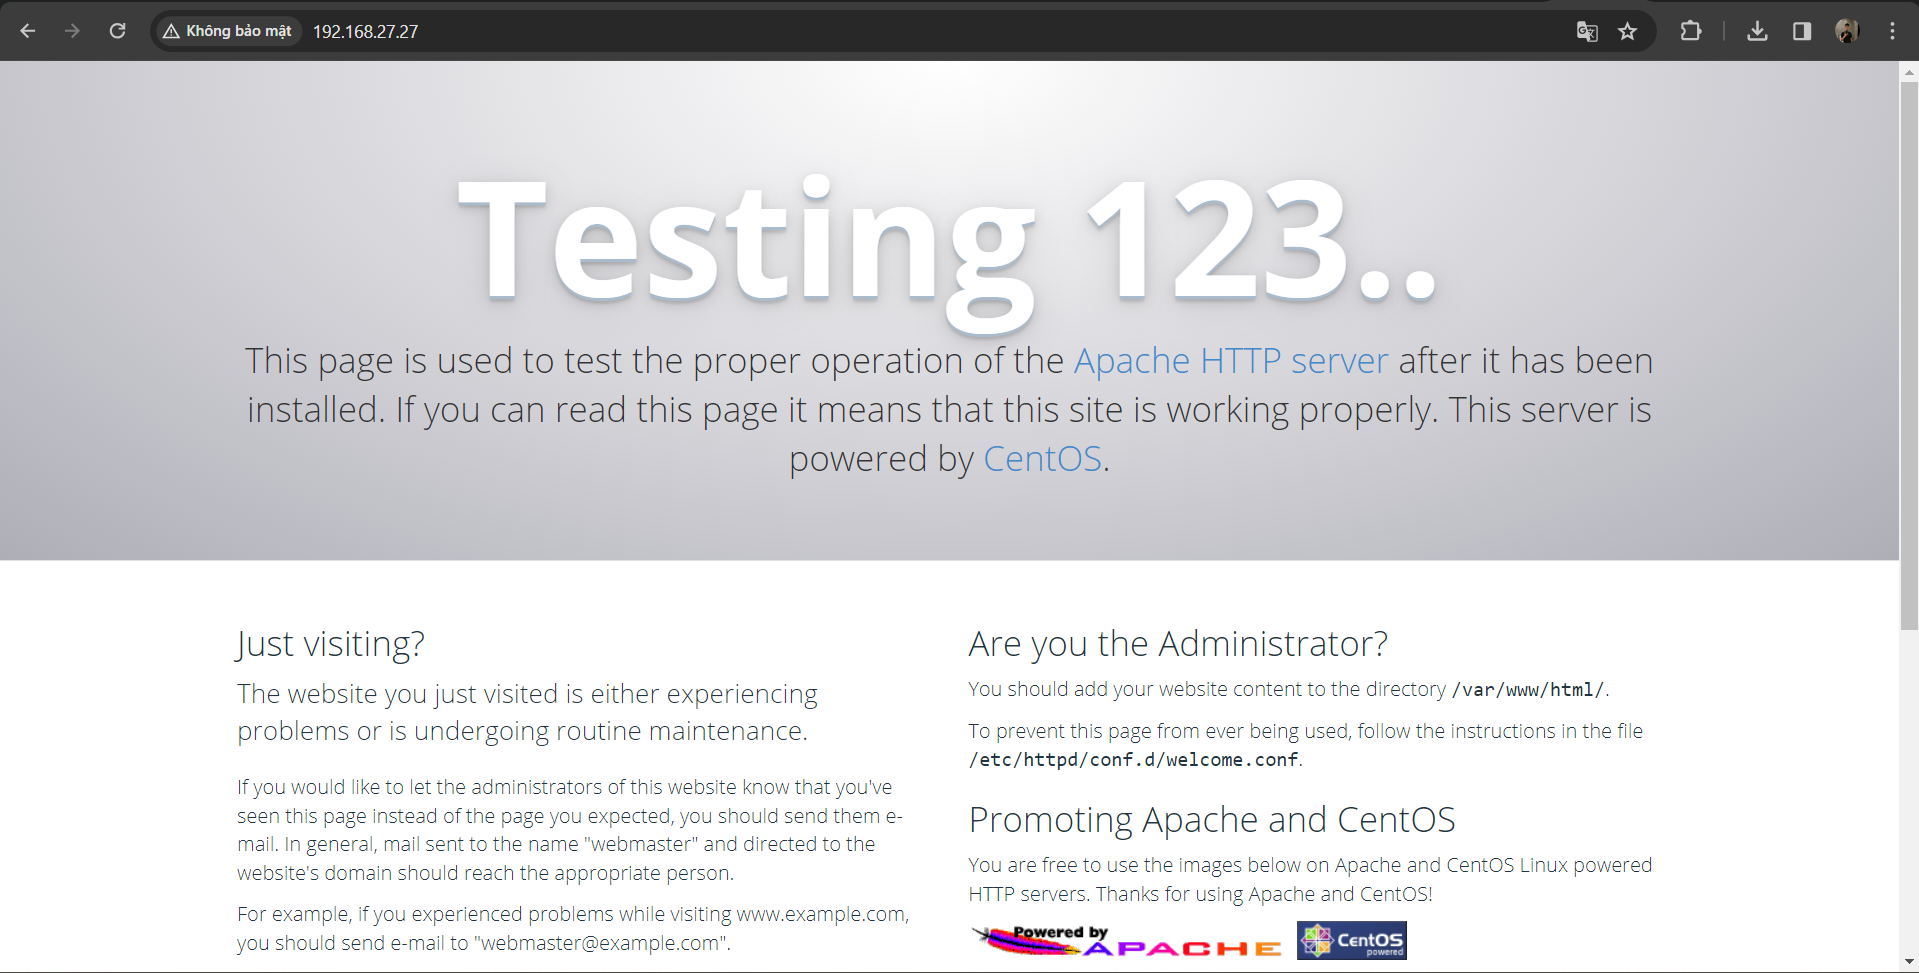 Không bảo mật
192.168.27.27
Testing 123..
This page is used to test the proper operation of the Apache HTTP server after it has been
installed. If you can read this page it means that this site is working properly. This server is
powered by CentOS.
Just visiting?
The website you just visited is either experiencing
problems or is undergoing routine maintenance.
If you would like to let the administrators of this website know that you've
seen this page instead of the page you expected, you should send them e-
mail. In general, mail sent to the name "webmaster" and directed to the
website's domain should reach the appropriate person.
For example, if you experienced problems while visiting www.example.com,
you should send e-mail to "webmaster@example.com".
Are you the Administrator?
You should add your website content to the directory /var/www/html/.
To prevent this page from ever being used, follow the instructions in the file
/etc/httpd/conf.d/welcome.conf.
Promoting Apache and CentOS
You are free to use the images below on Apache and CentOS Linux powered
HTTP servers. Thanks for using Apache and CentOS!
Powered by
APACHE
CentOS
powered